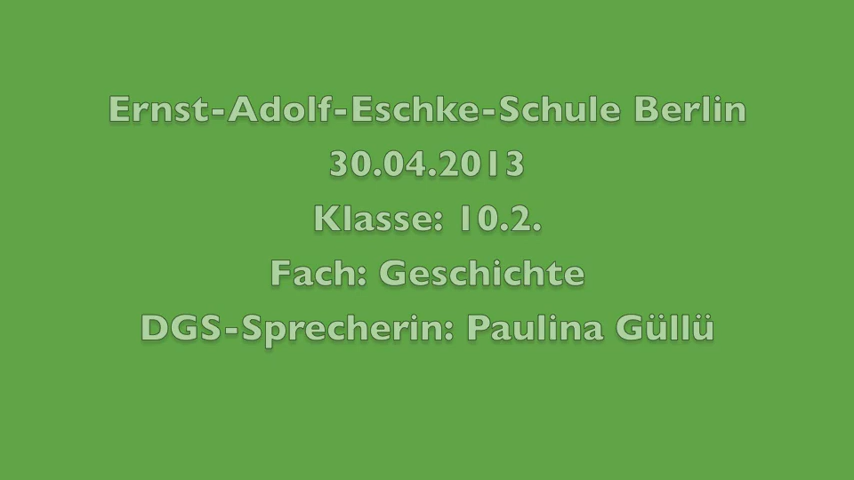 Ernst-Adolf-Eschke-Schule Berlin
30.04.2013
Klasse: 10.2.
Fach: Geschichte
DGS-Sprecherin: Paulina Güllü